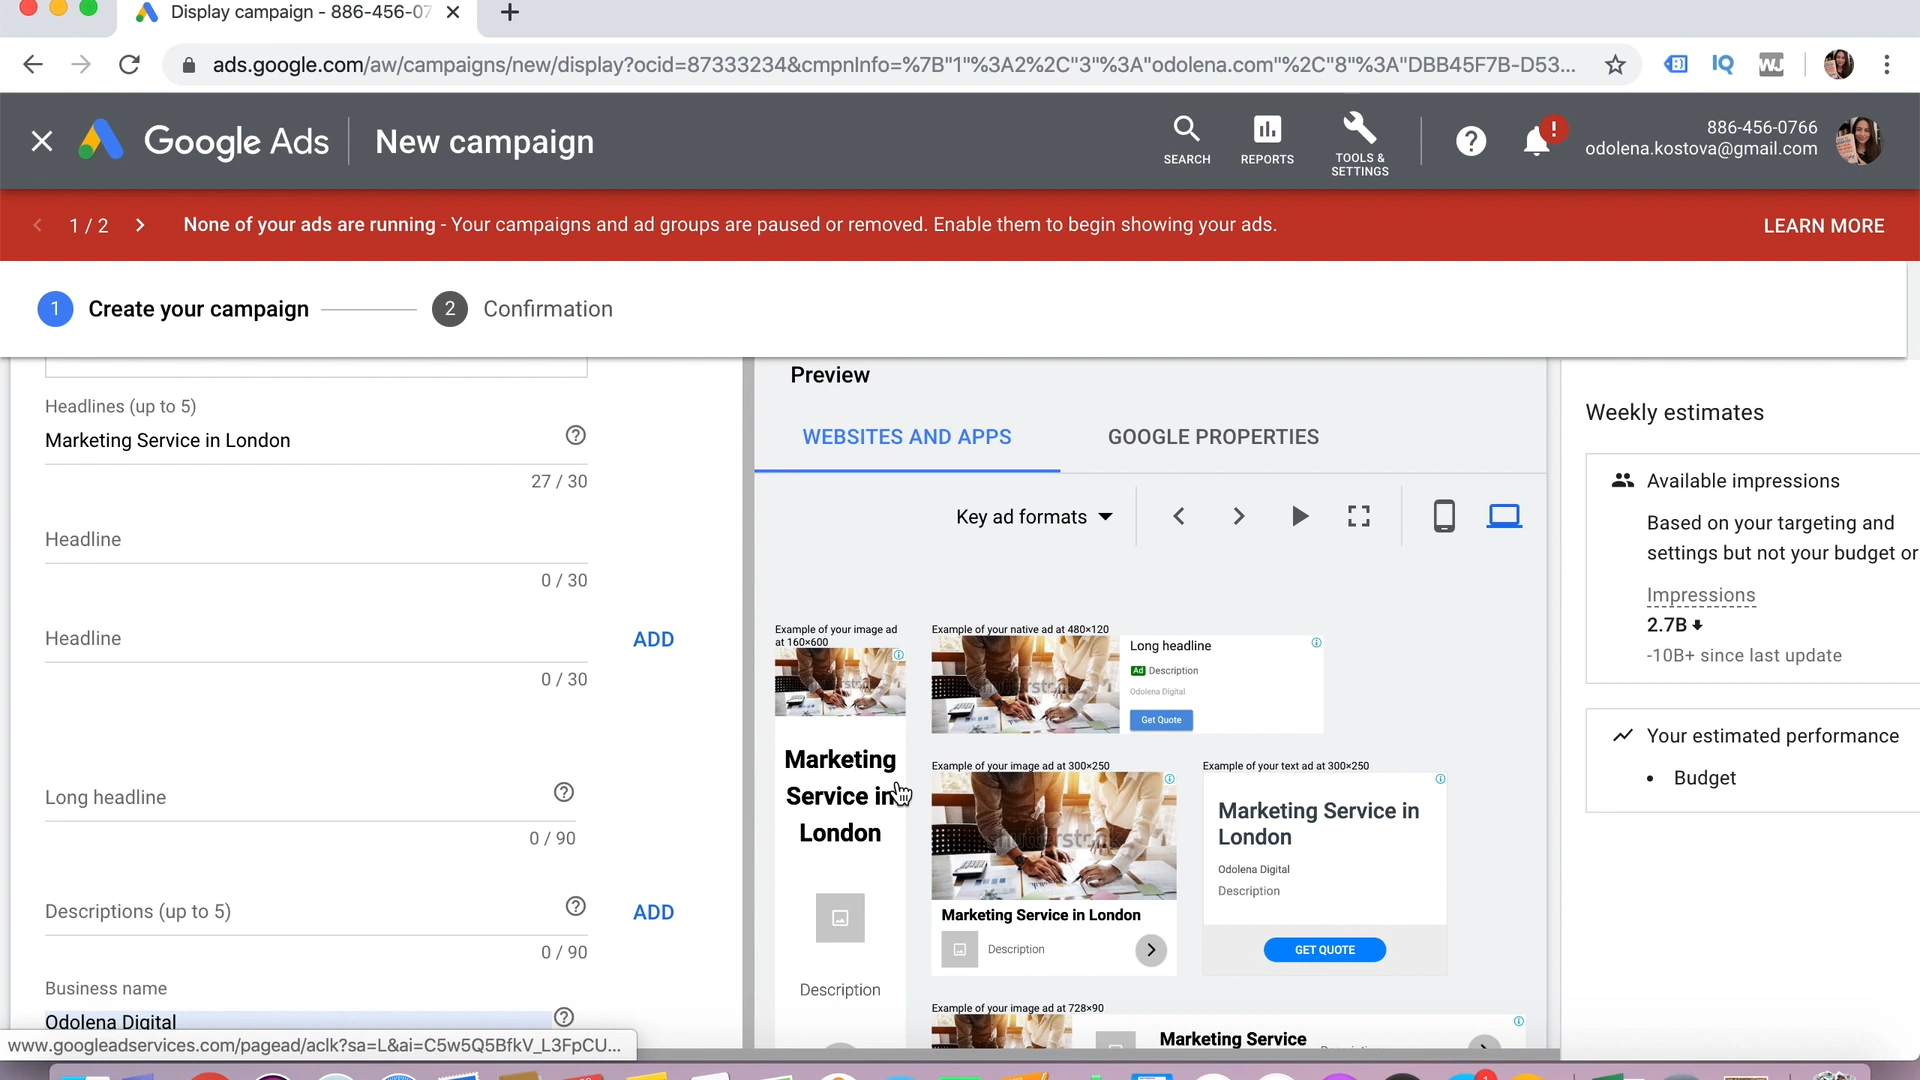 Display campaign - 886-456-07
ads.google.com/aw/campaigns/new/display?ocid=87333234&cmpnInfo=%7B"1"%3A2%2C"3"%3A"odolena.com"%2C"8"%3A"DBB45F7B-D53...
IQ
Google Ads
New campaign
SEARCH
REPORTS
TOOLS &
SETTINGS
886-456-0766
odolena.kostova@gmail.com
1 / 2
None of your ads are running - Your campaigns and ad groups are paused or removed. Enable them to begin showing your ads.
LEARN MORE
1
Create your campaign
2
Confirmation
Headlines (up to 5)
Marketing Service in London
27 / 30
Headline
0 / 30
Headline
ADD
0 / 30
Long headline
0 / 90
Descriptions (up to 5)
ADD
0 / 90
Business name
Odolena Digital
www.googleadservices.com/pagead/aclk?sa=L&ai=C5w5Q5BfkV_L3FpCU...
Preview
WEBSITES AND APPS
GOOGLE PROPERTIES
Key ad formats
Example of your image ad
at 160×600
Marketing
Service in
London
Description
Example of your native ad at 480×120
Long headline
Ad Description
Odolena Digital
Get Quote
Example of your image ad at 300×250
shutterstock
Marketing Service in London
Description
Example of your text ad at 300×250
Marketing Service in
London
Odolena Digital
Description
GET QUOTE
Example of your image ad at 728×90
Marketing Service
Weekly estimates
Available impressions
Based on your targeting and
settings but not your budget or
Impressions
2.7B
-10B+ since last update
Your estimated performance
• Budget